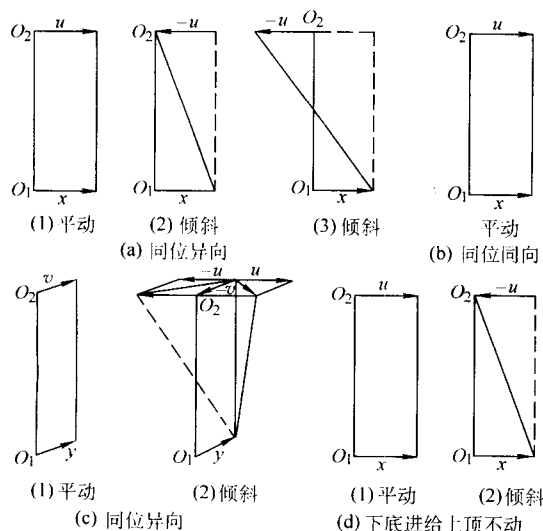 u
-u
-u
O₂
O₂
O₂
u
O₂
O₁
x
O₁
x
O₁
x
O₁
x
(1) 平动
(2) 倾斜
(3) 倾斜
平动
(a) 同位异向
(b) 同位同向
v
-u
u
u
-u
O₂
-v
O₂
O₂
O₂
O₁
y
O₁
y
O₁
x
O₁
x
(1) 平动
(2) 倾斜
(1) 平动
(2) 倾斜
(c) 同位异向
(d) 下底进给上顶不动